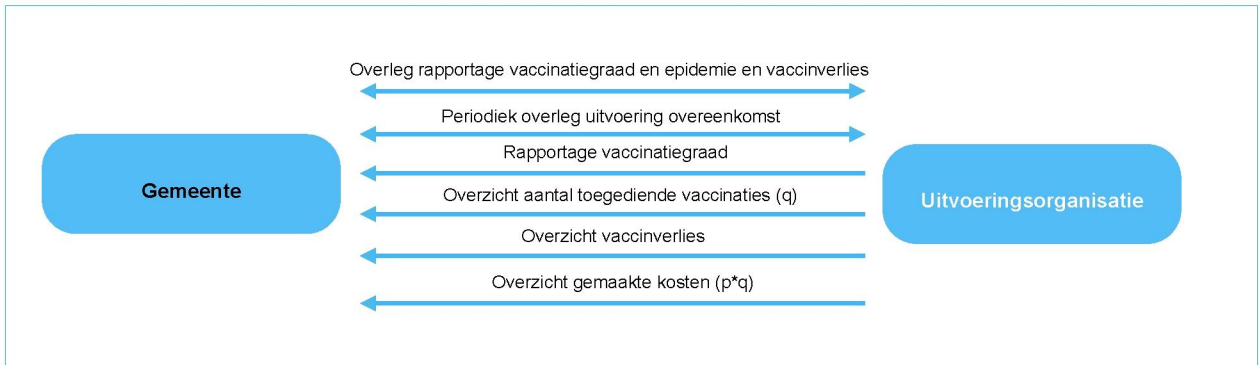 Overleg rapportage vaccinatiegraad en epidemie en vaccinverlies
Periodiek overleg uitvoering overeenkomst
Rapportage vaccinatiegraad
Gemeente
Overzicht aantal toegediende vaccinaties (q)
Uitvoeringsorganisatie
Overzicht vaccinverlies
Overzicht gemaakte kosten (p*q)